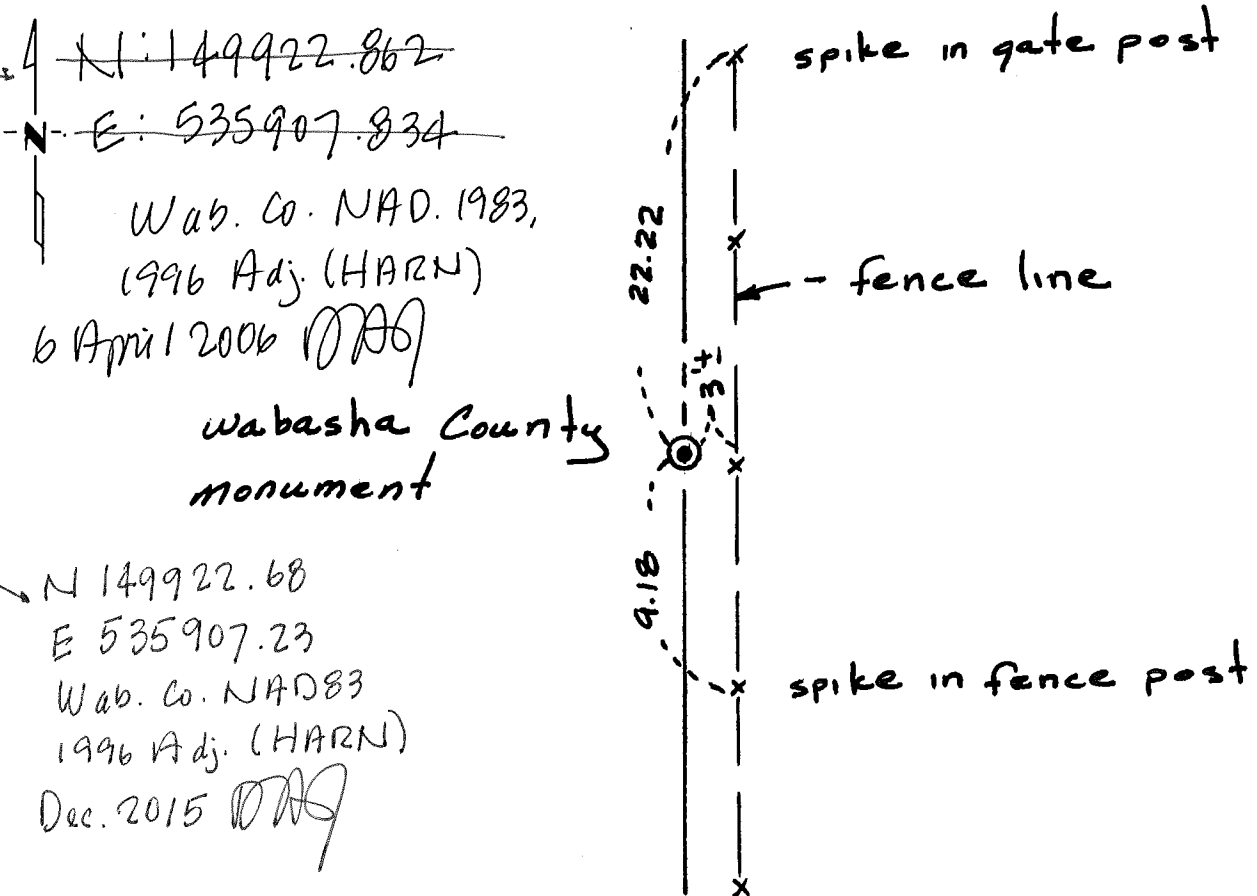 N: 149922.862
N
E: 535907.834
Wab. Co. NAD. 1983,
1996 Adj. (HARN)
6 April 2006
Wabasha County
monument
N 149922.68
E 535907.23
Wab. Co. NAD83
1996 Adj. (HARN)
Dec. 2015
spike in gate post
22.22
fence line
3'±
9.18
spike in fence post